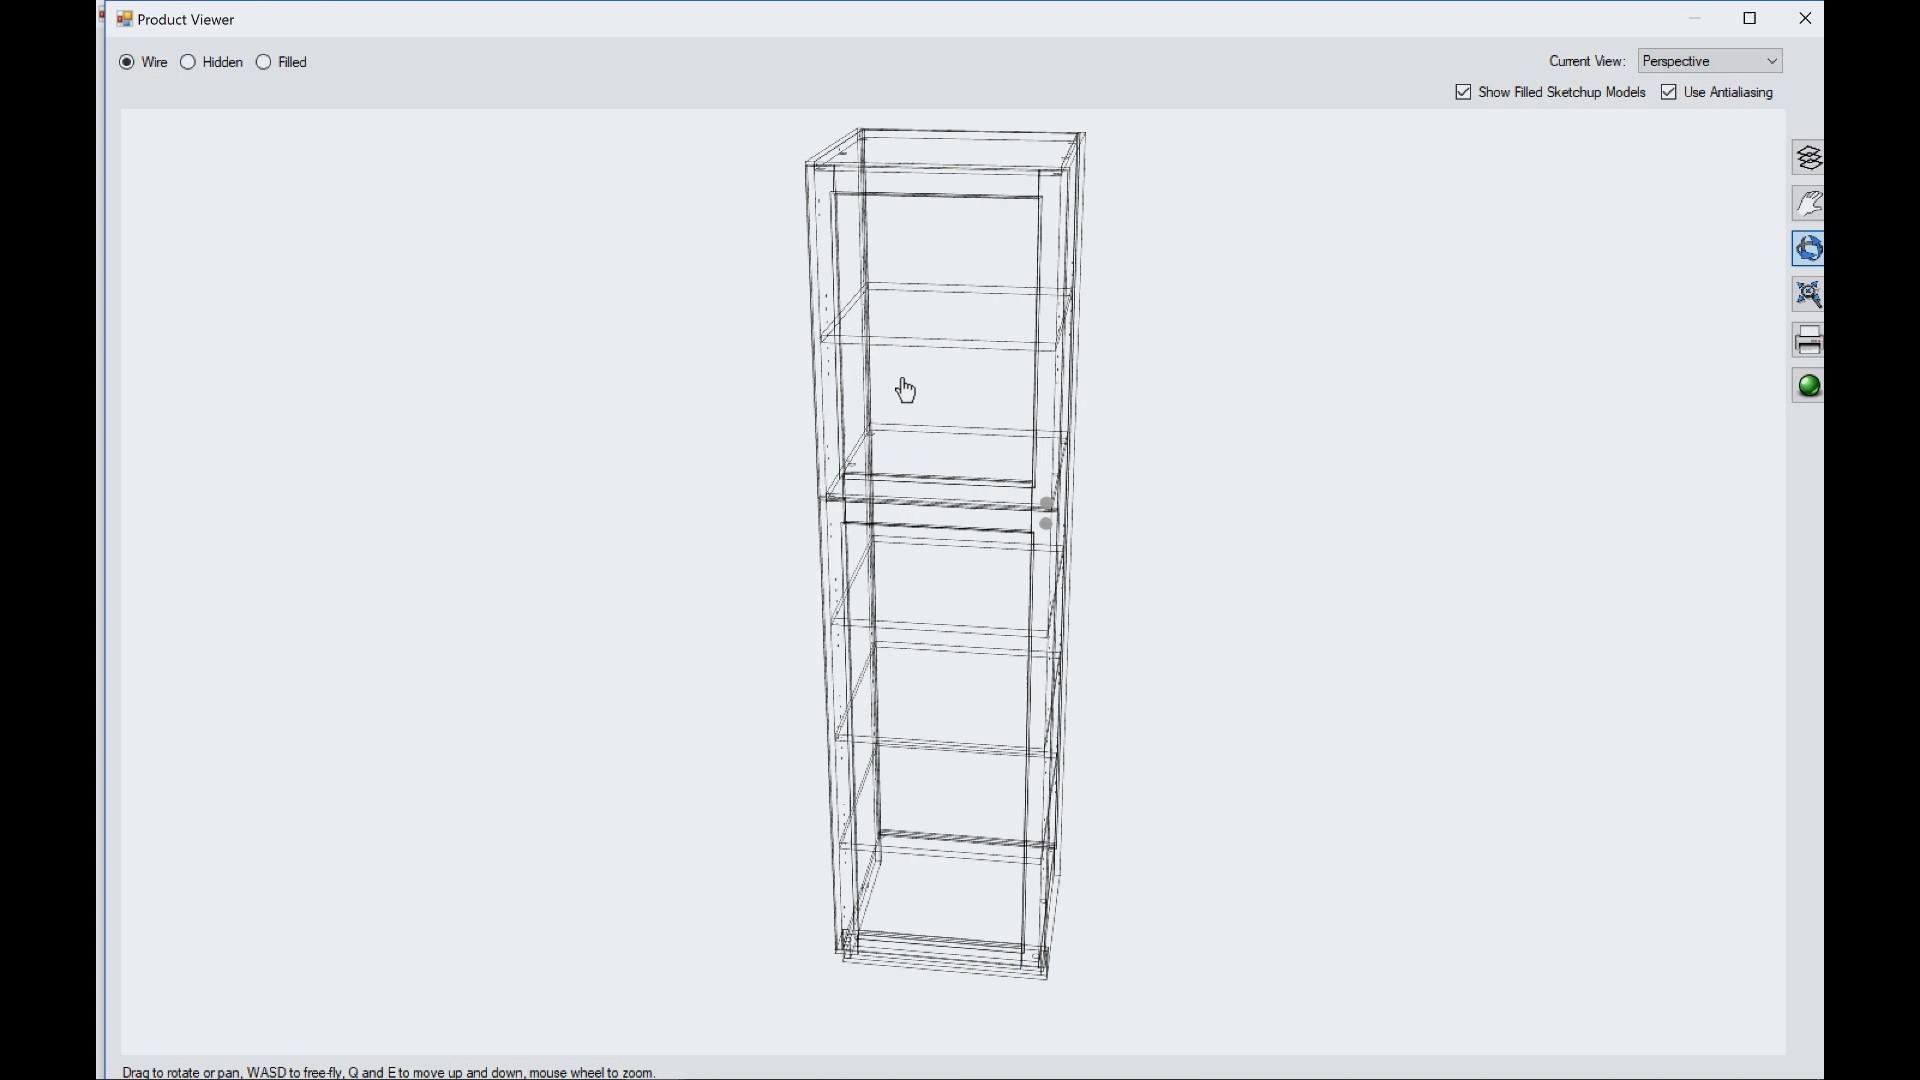 Product Viewer
Wire Hidden Filled
Current View: Perspective
Show Filled Sketchup Models Use Antialiasing
Drag to rotate or pan, WASD to free-fly, Q and E to move up and down, mouse wheel to zoom.